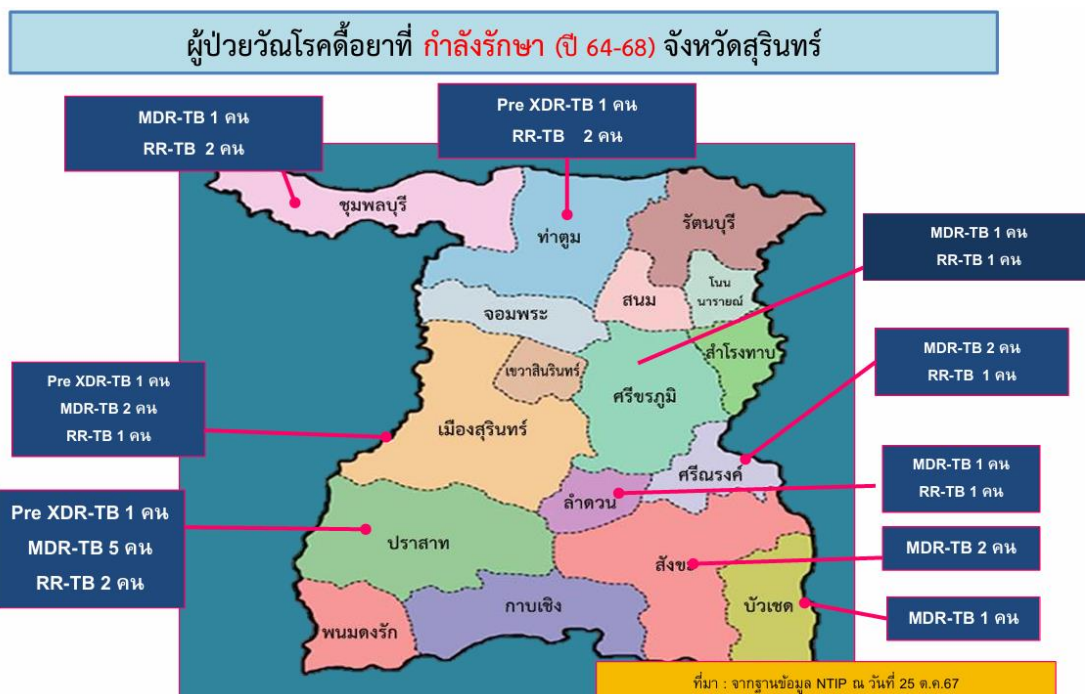 ผู้ป่วยวัณโรคดื้อยาที่ กำลังรักษา (ปี 64-68) จังหวัดสุรินทร์
MDR-TB 1 คน
RR-TB 2 คน
Pre XDR-TB 1 คน
RR-TB 2 คน
ชุมพลบุรี
ท่าตูม
รัตนบุรี
MDR-TB 1 คน
RR-TB 1 คน
สนม
โนน
นารายณ์
จอมพระ
สำโรงทาบ
เขวาสินรินทร์
ศรีขรภูมิ
MDR-TB 2 คน
RR-TB 1 คน
Pre XDR-TB 1 คน
MDR-TB 2 คน
RR-TB 1 คน
เมืองสุรินทร์
ศรีณรงค์
ลำดวน
MDR-TB 1 คน
RR-TB 1 คน
Pre XDR-TB 1 คน
MDR-TB 5 คน
RR-TB 2 คน
ปราสาท
สังขะ
MDR-TB 2 คน
กาบเชิง
บัวเชด
MDR-TB 1 คน
พนมดงรัก
ที่มา : จากฐานข้อมูล NTIP ณ วันที่ 25 ต.ค.67